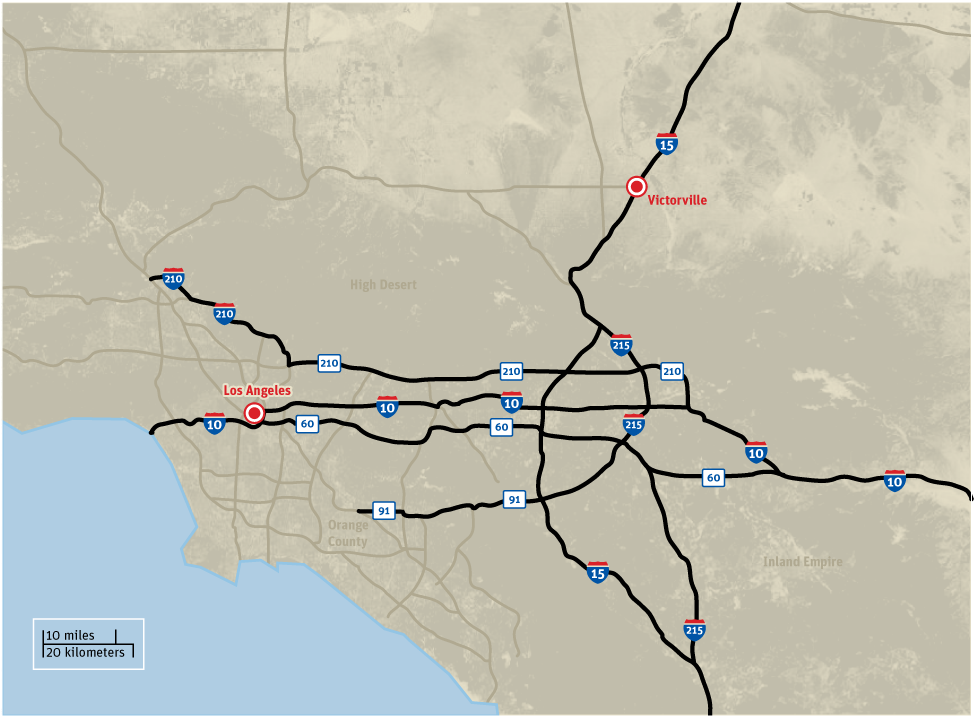 15
Victorville
210
High Desert
210
215
210
210
210
Los Angeles
10
10
10
60
60
215
10
60
10
91
91
Orange
County
Inland Empire
15
215
10 miles
20 kilometers